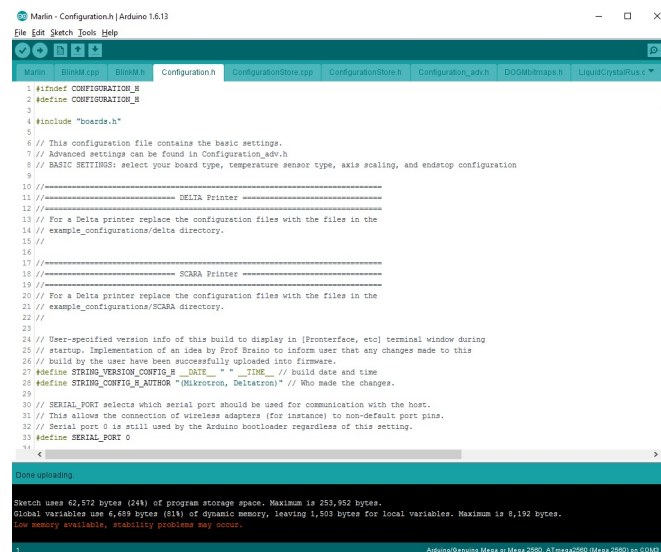 Marlin - Configuration.h | Arduino 1.6.13
File Edit Sketch Tools Help
Marlin BlinkM.cpp BlinkM.h Configuration.h ConfigurationStore.cpp ConfigurationStore.h Configuration_adv.h DOGMbitmaps.h LiquidCrystalRus.c
1 #ifndef CONFIGURATION_H
2 #define CONFIGURATION_H
3
4 #include "boards.h"
5
6 // This configuration file contains the basic settings.
7 // Advanced settings can be found in Configuration_adv.h
8 // BASIC SETTINGS: select your board type, temperature sensor type, axis scaling, and endstop configuration
9
10 //===========================================================================
11 //============================= DELTA Printer ===============================
12 //===========================================================================
13 // For a Delta printer replace the configuration files with the files in the
14 // example_configurations/delta directory.
15 //
16
17 //===========================================================================
18 //============================= SCARA Printer ===============================
19 //===========================================================================
20 // For a Delta printer replace the configuration files with the files in the
21 // example_configurations/SCARA directory.
22 //
23
24 // User-specified version info of this build to display in [Pronterface, etc] terminal window during
25 // startup. Implementation of an idea by Prof Braino to inform user that any changes made to this
26 // build by the user have been successfully uploaded into firmware.
27 #define STRING_VERSION_CONFIG_H __DATE__ " " __TIME__ // build date and time
28 #define STRING_CONFIG_H_AUTHOR "(Mikrotron, Deltatron)" // Who made the changes.
29
30 // SERIAL_PORT selects which serial port should be used for communication with the host.
31 // This allows the connection of wireless adapters (for instance) to non-default port pins.
32 // Serial port 0 is still used by the Arduino bootloader regardless of this setting.
33 #define SERIAL_PORT 0
Done uploading.
Sketch uses 62,572 bytes (24%) of program storage space. Maximum is 253,952 bytes.
Global variables use 6,689 bytes (81%) of dynamic memory, leaving 1,503 bytes for local variables. Maximum is 8,192 bytes.
Low memory available, stability problems may occur.
1 Arduino/Genuino Mega or Mega 2560, ATmega2560 (Mega 2560) on COM3